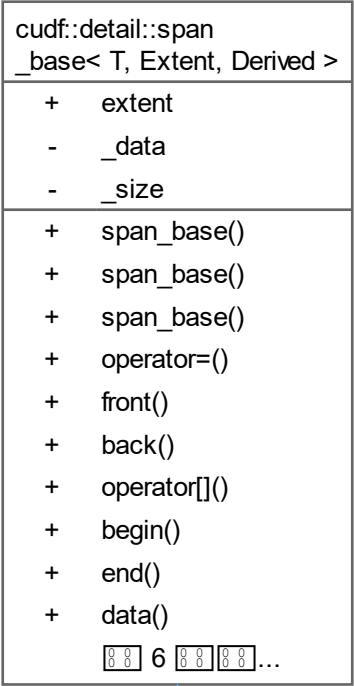 cudf::detail::span
_base< T, Extent, Derived >
+ extent
- _data
- _size
+ span_base()
+ span_base()
+ span_base()
+ operator=()
+ front()
+ back()
+ operator[]()
+ begin()
+ end()
+ data()
6 ...